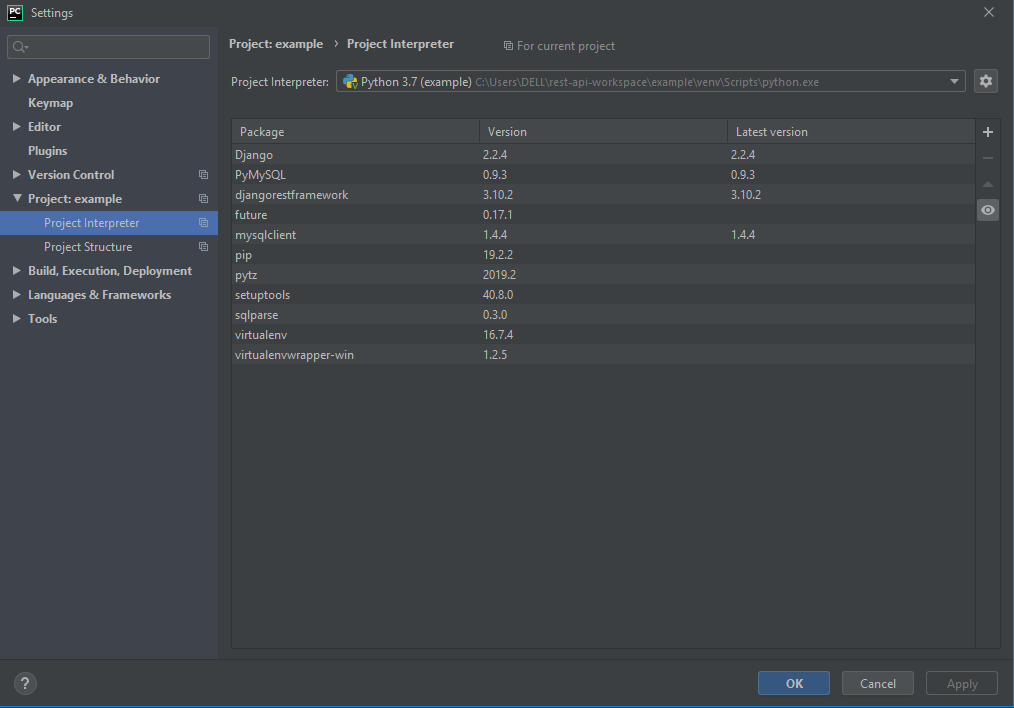 PC Settings
Project: example › Project Interpreter For current project
Appearance & Behavior
Keymap
Editor
Plugins
Version Control
Project: example
Project Interpreter
Project Structure
Build, Execution, Deployment
Languages & Frameworks
Tools
Project Interpreter: Python 3.7 (example) C:\Users\DELL\rest-api-workspace\example\venv\Scripts\python.exe
Package Version Latest version
Django 2.2.4 2.2.4
PyMySQL 0.9.3 0.9.3
djangorestframework 3.10.2 3.10.2
future 0.17.1
mysqlclient 1.4.4 1.4.4
pip 19.2.2
pytz 2019.2
setuptools 40.8.0
sqlparse 0.3.0
virtualenv 16.7.4
virtualenvwrapper-win 1.2.5
? OK Cancel Apply